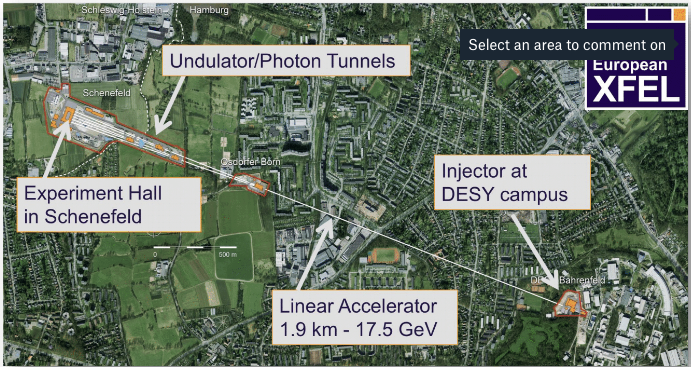 Schleswig-Holstein
Hamburg
Select an area to comment on
European
XFEL
Undulator/Photon Tunnels
Schenefeld
Osdorfer Born
Experiment Hall
in Schenefeld
Injector at
DESY campus
0
500 m
Bahrenfeld
Linear Accelerator
1.9 km - 17.5 GeV